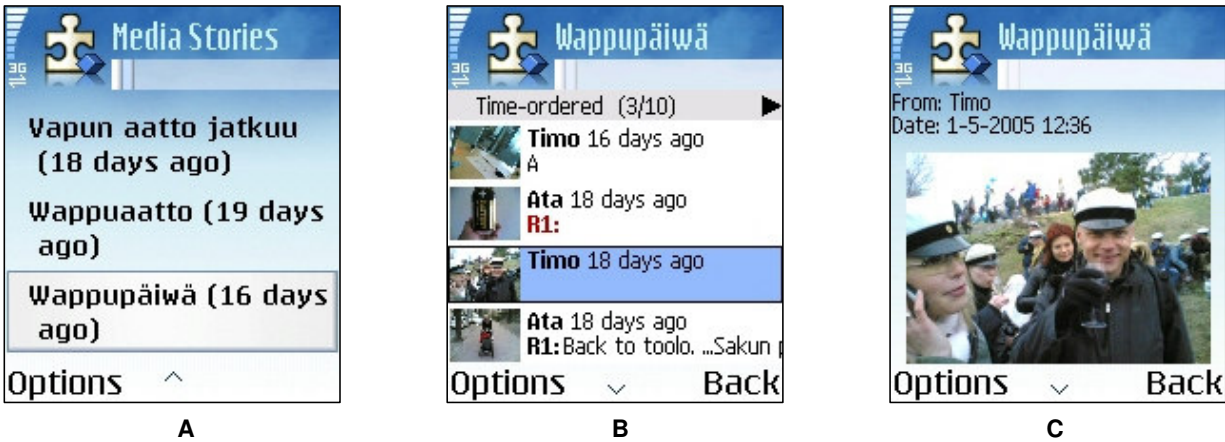 3G
Media Stories
Vapun aatto jatkuu
(18 days ago)
Wappuaatto (19 days
ago)
Wappupäiwä (16 days
ago)
Options
A
3G
Wappupäiwä
Time-ordered (3/10)
Timo 16 days ago
A
Ata 18 days ago
R1:
Timo 18 days ago
Ata 18 days ago
R1:Back to toolo. ...Sakun
Options Back
B
3G
Wappupäiwä
From: Timo
Date: 1-5-2005 12:36
Options Back
C